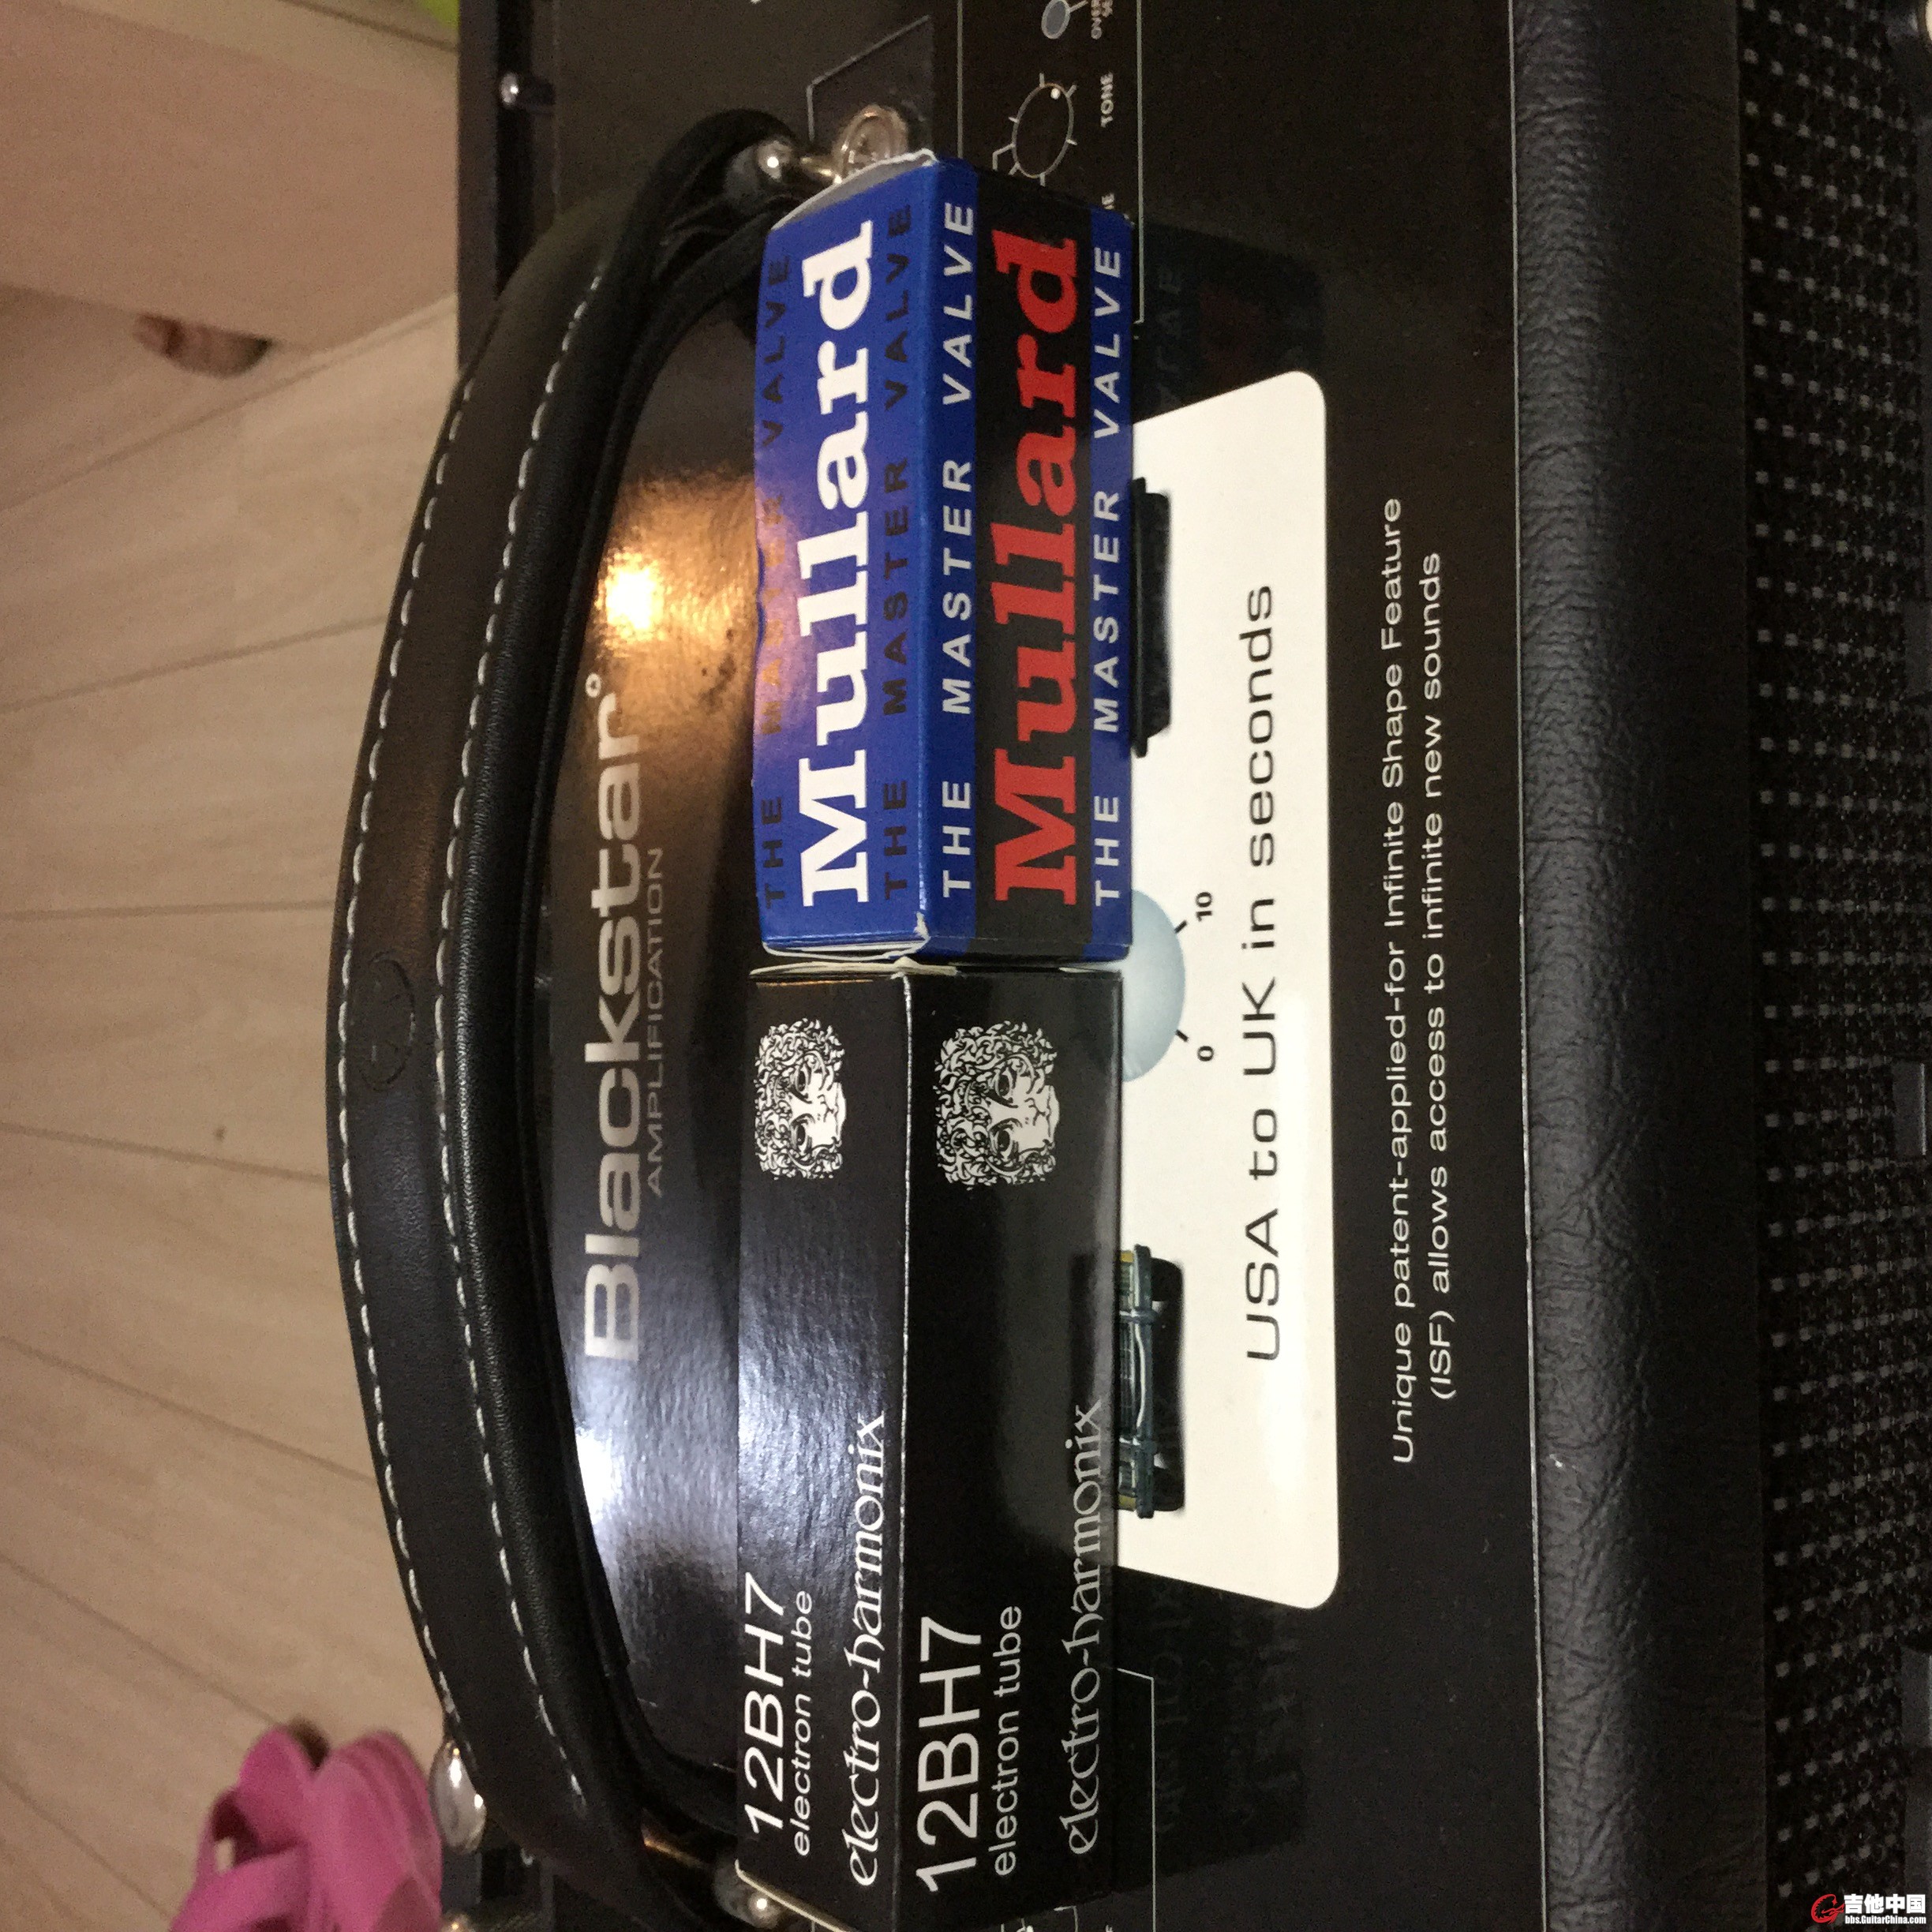 Blackstar
AMPLIFICATION
12BH7
electron tube
electro-harmonix
12BH7
electron tube
electro-harmonix
THE MASTER VALVE
Mullard
THE MASTER VALVE
THE MASTER VALVE
Mullard
THE MASTER VALVE
TONE
0 10
USA to UK in seconds
Unique patent-applied-for Infinite Shape Feature
(ISF) allows access to infinite new sounds
吉他中国
bbs.GuitarChina.com